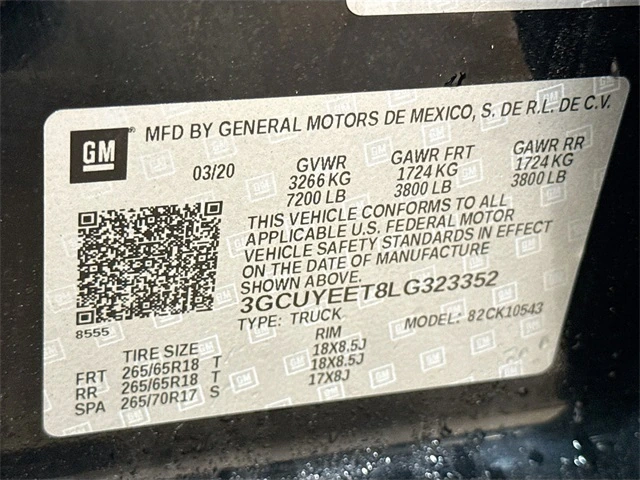 GM
MFD BY GENERAL MOTORS DE MEXICO, S. DE R.L. DE C.V.
03/20 GVWR GAWR FRT GAWR RR
3266 KG 1724 KG 1724 KG
7200 LB 3800 LB 3800 LB
THIS VEHICLE CONFORMS TO ALL
APPLICABLE U.S. FEDERAL MOTOR
VEHICLE SAFETY STANDARDS IN EFFECT
ON THE DATE OF MANUFACTURE
SHOWN ABOVE.
3GCUYEET8LG323352
8555
TYPE: TRUCK MODEL: 82CK10543
TIRE SIZE RIM
FRT 265/65R18 T 18X8.5J
RR 265/65R18 T 18X8.5J
SPA 265/70R17 S 17X8J